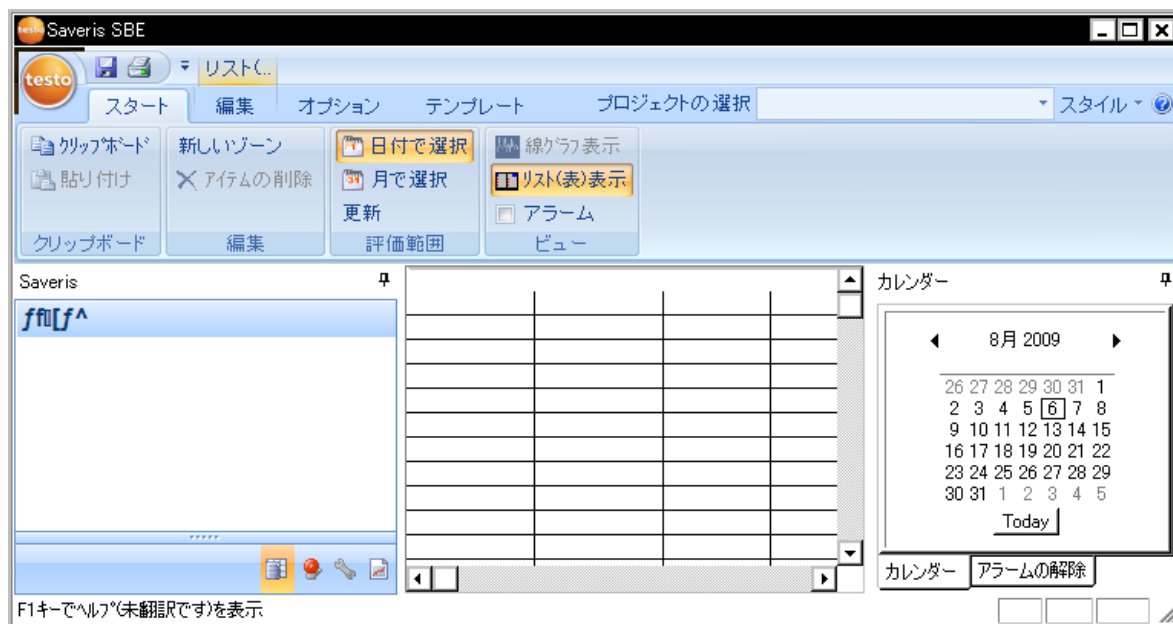 testo Saveris SBE
testo
リスト(..
スタート 編集 オプション テンプレート プロジェクトの選択 スタイル
クリップボード 新しいゾーン 日付で選択 線グラフ表示
貼り付け アイテムの削除 31 月で選択 リスト(表)表示
更新 アラーム
クリップボード 編集 評価範囲 ビュー
Saveris カレンダー
8月 2009
26 27 28 29 30 31 1
2 3 4 5 6 7 8
9 10 11 12 13 14 15
16 17 18 19 20 21 22
23 24 25 26 27 28 29
30 31 1 2 3 4 5
Today
カレンダー アラームの解除
F1キーでヘルプ(未翻訳です)を表示